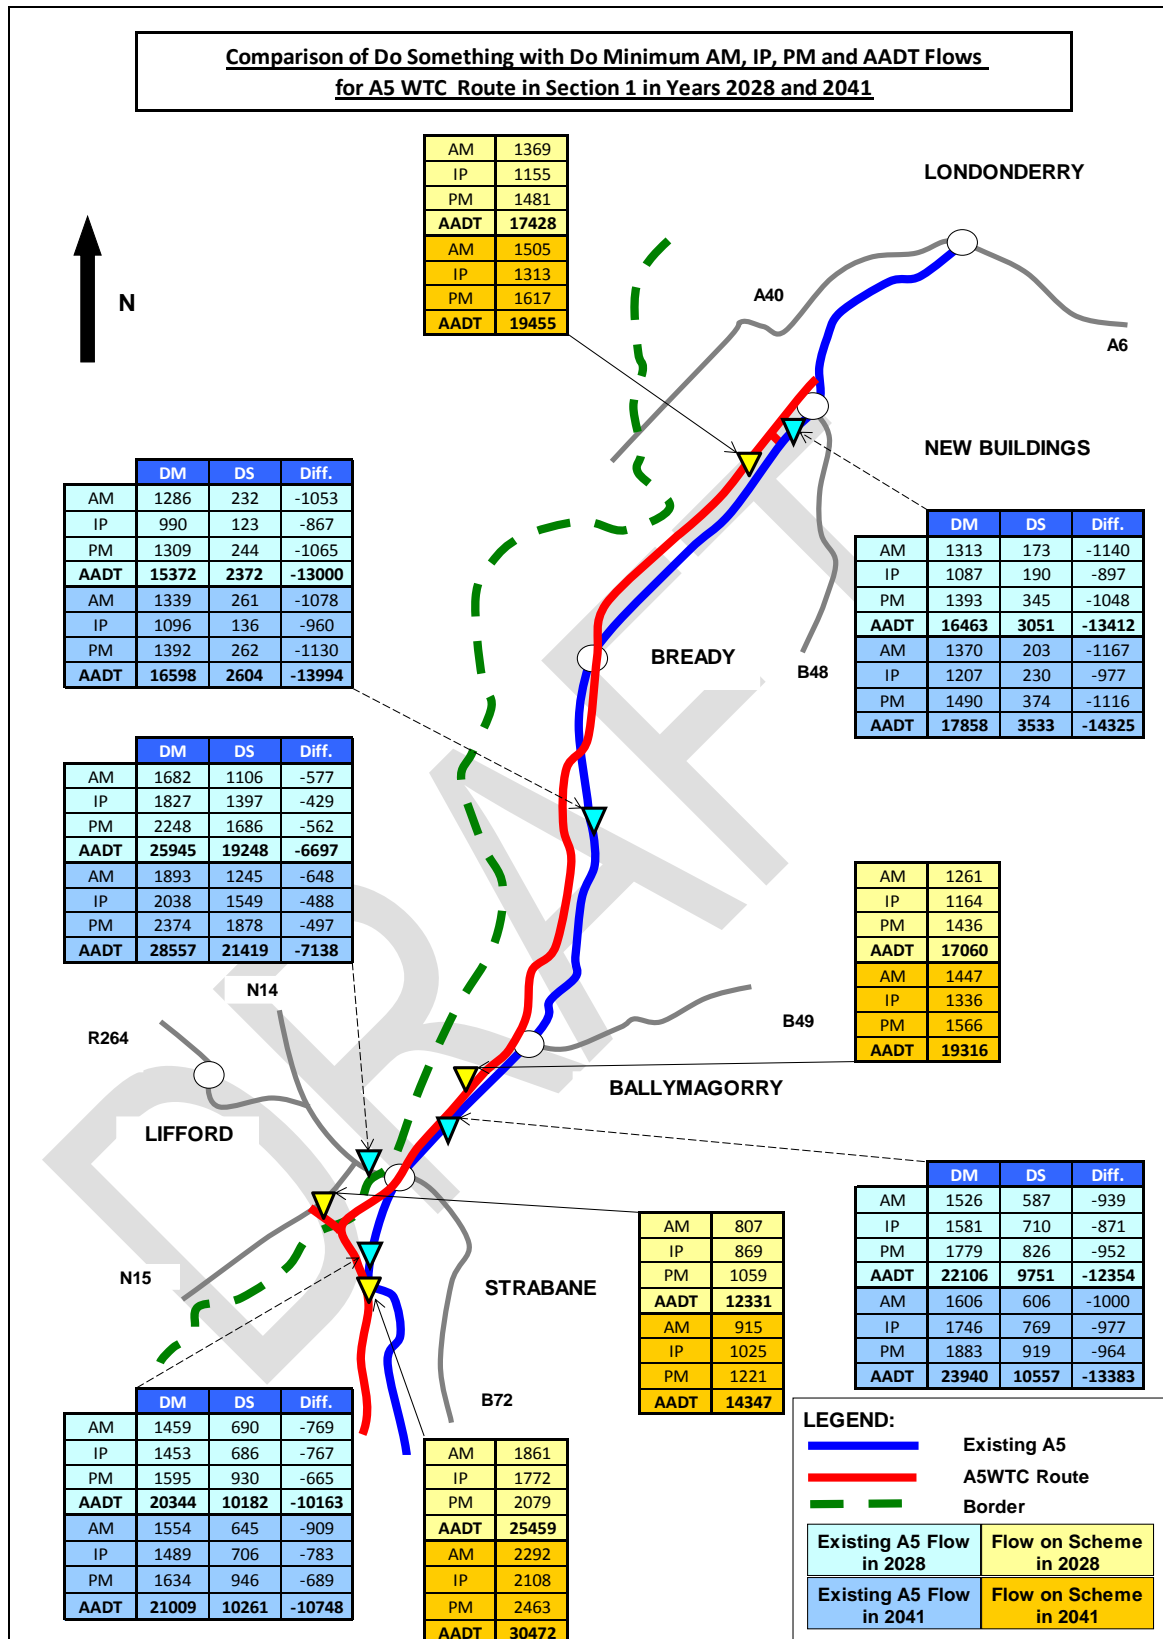 Comparison of Do Something with Do Minimum AM, IP, PM and AADT Flows
for A5 WTC Route in Section 1 in Years 2028 and 2041
AM 1369
IP 1155
PM 1481
AADT 17428
AM 1505
IP 1313
PM 1617
AADT 19455
LONDONDERRY
N
A40
A6
NEW BUILDINGS
DM DS Diff.
AM 1286 232 -1053
IP 990 123 -867
PM 1309 244 -1065
AADT 15372 2372 -13000
AM 1339 261 -1078
IP 1096 136 -960
PM 1392 262 -1130
AADT 16598 2604 -13994
DM DS Diff.
AM 1313 173 -1140
IP 1087 190 -897
PM 1393 345 -1048
AADT 16463 3051 -13412
AM 1370 203 -1167
IP 1207 230 -977
PM 1490 374 -1116
AADT 17858 3533 -14325
BREADY
B48
DM DS Diff.
AM 1682 1106 -577
IP 1827 1397 -429
PM 2248 1686 -562
AADT 25945 19248 -6697
AM 1893 1245 -648
IP 2038 1549 -488
PM 2374 1878 -497
AADT 28557 21419 -7138
AM 1261
IP 1164
PM 1436
AADT 17060
AM 1447
IP 1336
PM 1566
AADT 19316
N14
R264
B49
BALLYMAGORRY
LIFFORD
DRAFT
DM DS Diff.
AM 1526 587 -939
IP 1581 710 -871
PM 1779 826 -952
AADT 22106 9751 -12354
AM 1606 606 -1000
IP 1746 769 -977
PM 1883 919 -964
AADT 23940 10557 -13383
AM 807
IP 869
PM 1059
AADT 12331
AM 915
IP 1025
PM 1221
AADT 14347
N15
STRABANE
B72
DM DS Diff.
AM 1459 690 -769
IP 1453 686 -767
PM 1595 930 -665
AADT 20344 10182 -10163
AM 1554 645 -909
IP 1489 706 -783
PM 1634 946 -689
AADT 21009 10261 -10748
AM 1861
IP 1772
PM 2079
AADT 25459
AM 2292
IP 2108
PM 2463
AADT 30472
LEGEND:
Existing A5
A5WTC Route
Border
Existing A5 Flow
in 2028
Flow on Scheme
in 2028
Existing A5 Flow
in 2041
Flow on Scheme
in 2041